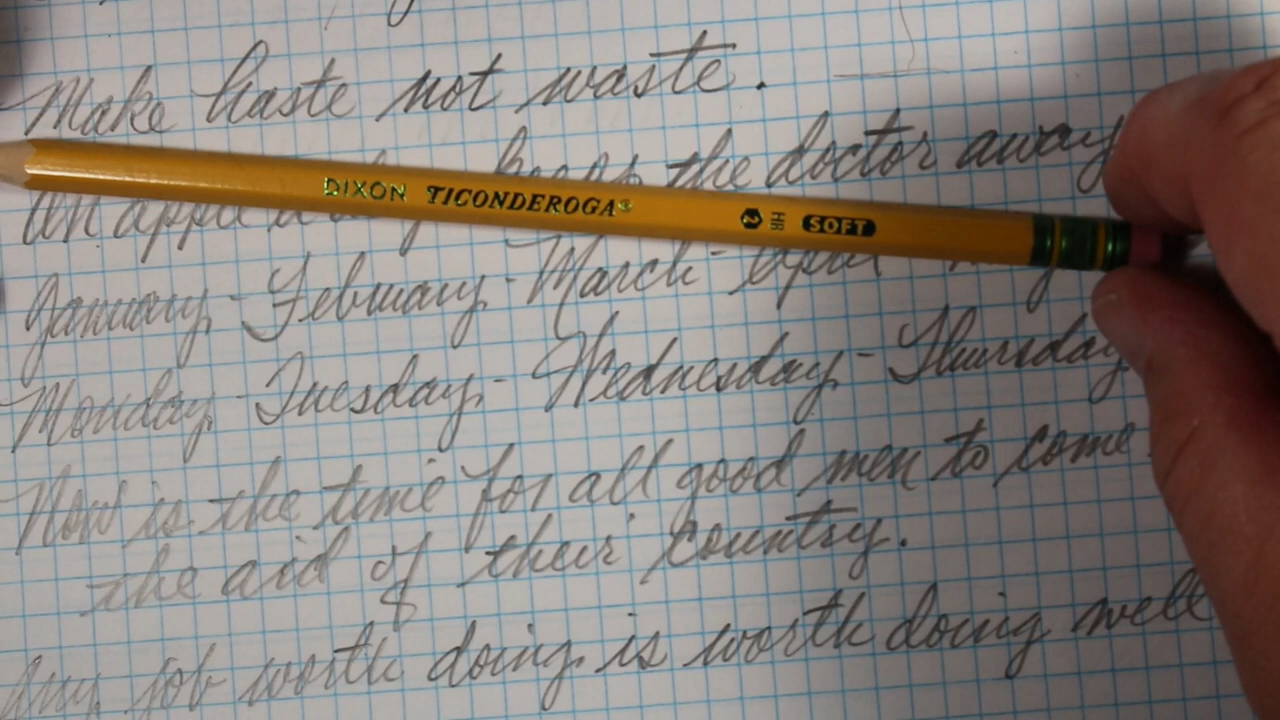 Make haste not waste.
An apple a day keeps the doctor away
DIXON TICONDEROGA® 2 HB SOFT
January - February - March - April
Monday - Tuesday - Wednesday - Thursday
Now is the time for all good men to come
the aid of their country.
Any job worth doing is worth doing well